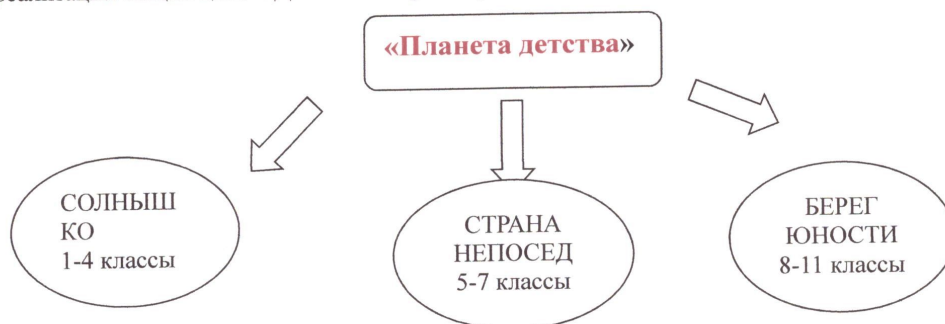 «Планета детства»
СОЛНЫШ
КО
1-4 классы
СТРАНА
НЕПОСЕД
5-7 классы
БЕРЕГ
ЮНОСТИ
8-11 классы